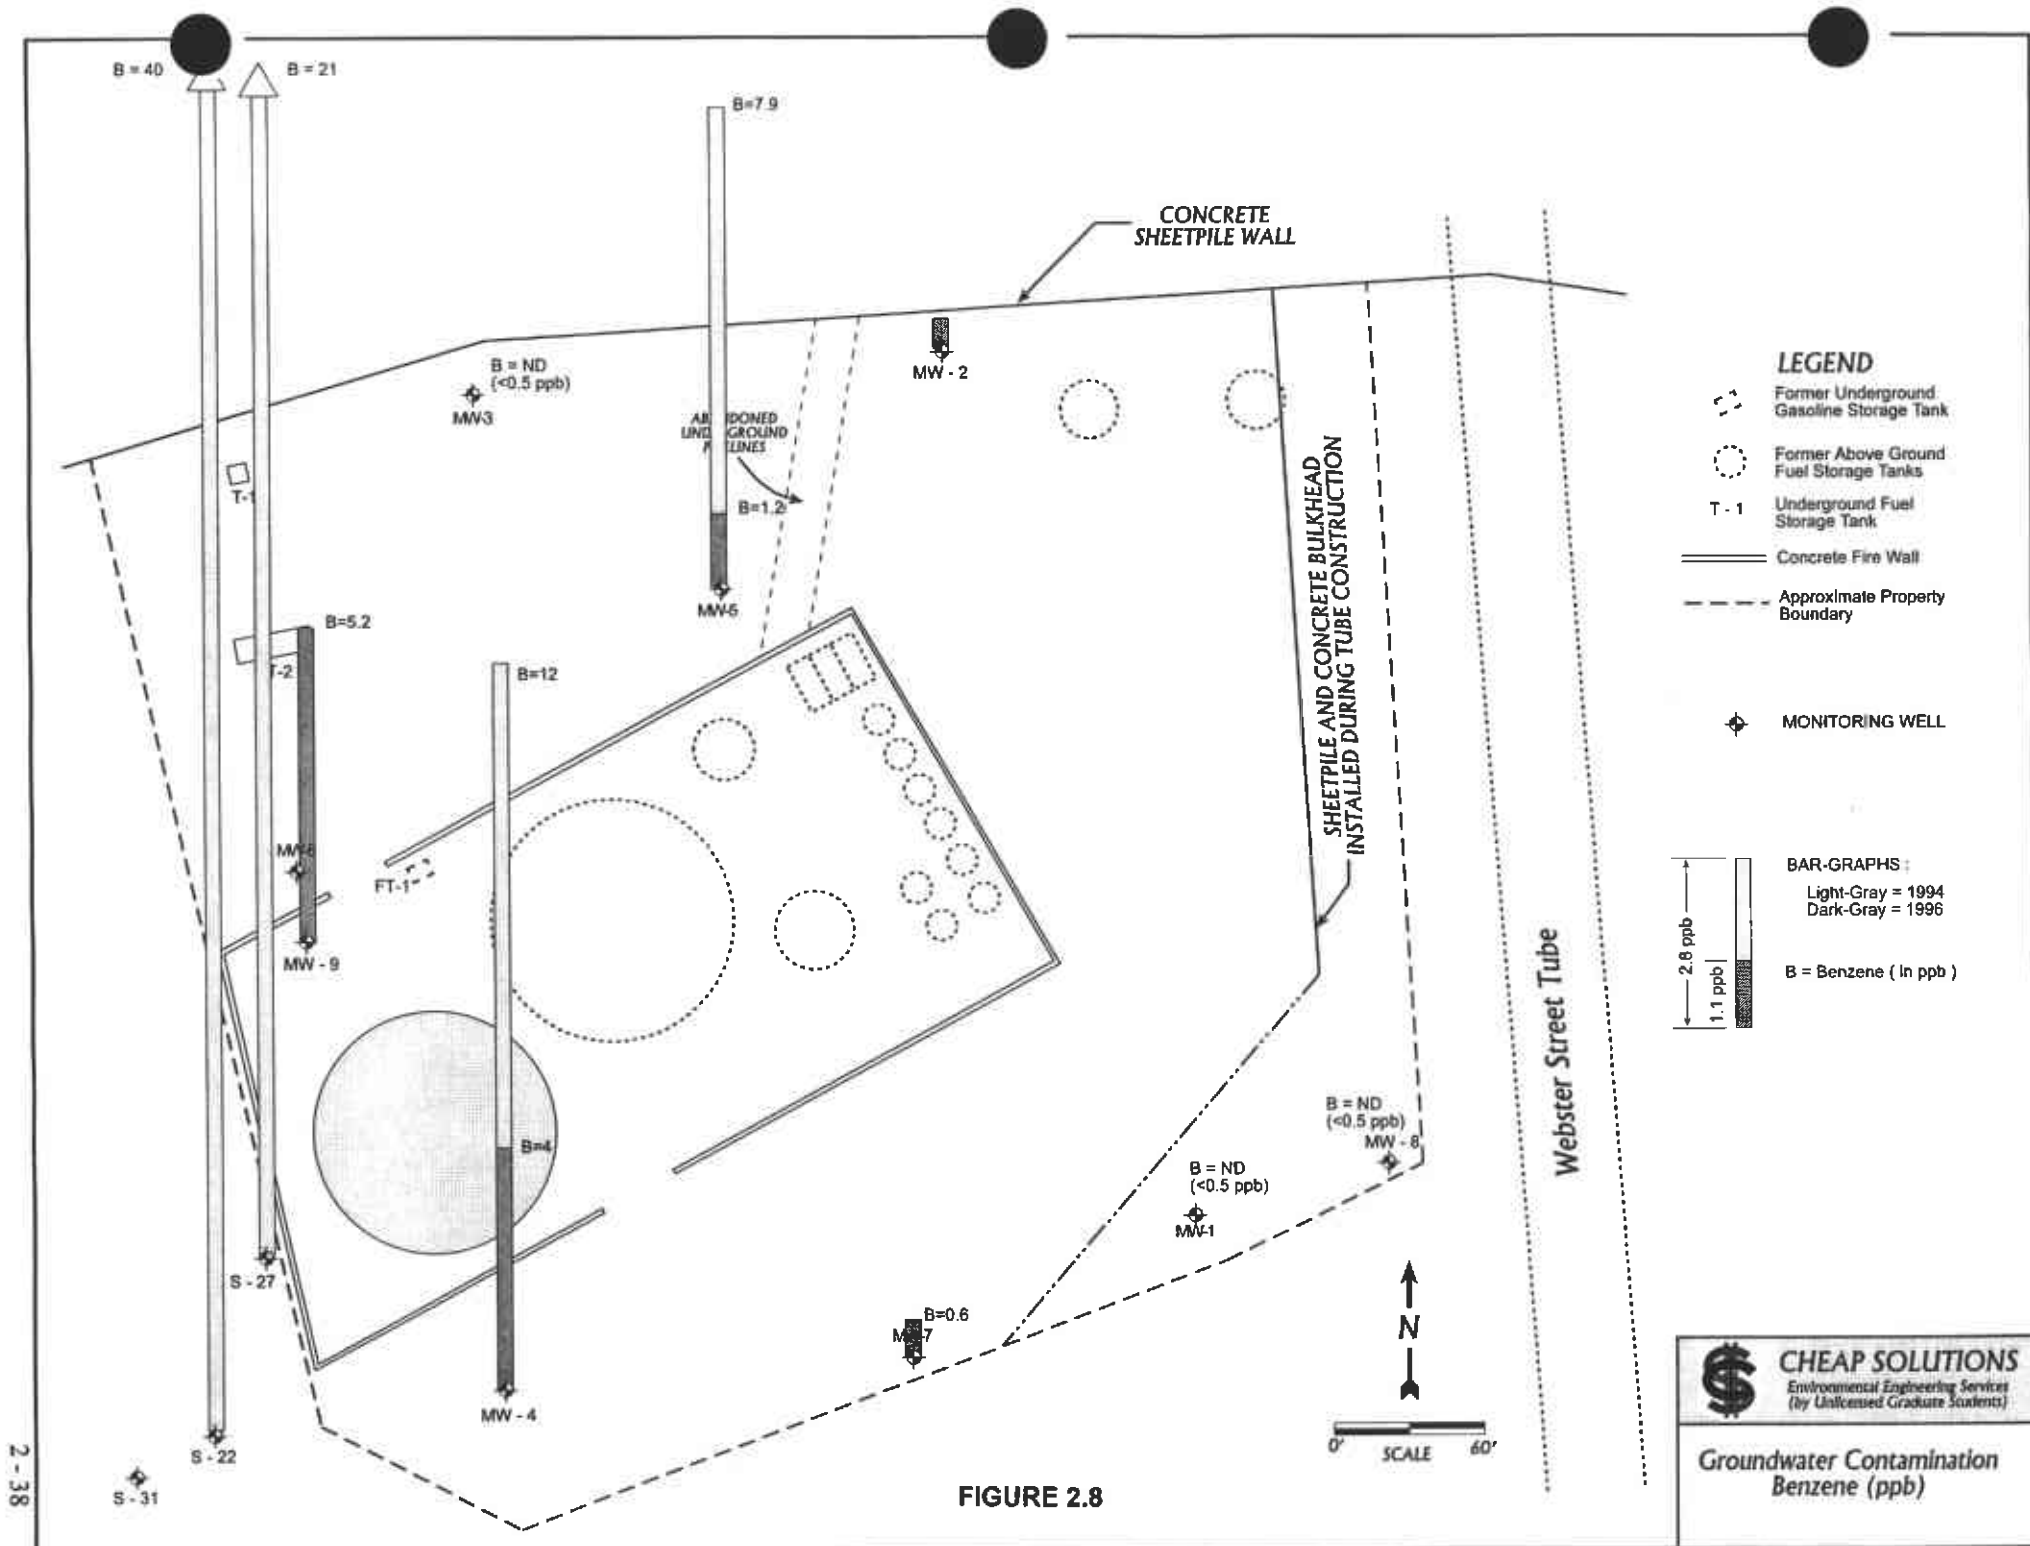 B = 40
B = 21
B=7.9
CONCRETE
SHEETPILE WALL
B = ND
(<0.5 ppb)
MW-3
MW - 2
UNDERGROUND
B=1.2
MW-5
T-1
B=5.2
T-2
B=12
MW-6
FT-1
MW - 9
B=4
S - 27
MW - 4
S - 22
S - 31
B=0.6
MW-7
SHEETPILE AND CONCRETE BULKHEAD
INSTALLED DURING TUBE CONSTRUCTION
B = ND
(<0.5 ppb)
MW - 8
B = ND
(<0.5 ppb)
MW-1
Webster Street Tube
N
0'
60'
SCALE
LEGEND
Former Underground
Gasoline Storage Tank
Former Above Ground
Fuel Storage Tanks
T - 1
Underground Fuel
Storage Tank
Concrete Fire Wall
Approximate Property
Boundary
MONITORING WELL
2.8 ppb
1.1 ppb
BAR-GRAPHS :
Light-Gray = 1994
Dark-Gray = 1996
B = Benzene ( In ppb )
CHEAP SOLUTIONS
Environmental Engineering Services
(by Unlicensed Graduate Students)
Groundwater Contamination
Benzene (ppb)
FIGURE 2.8
2 - 38